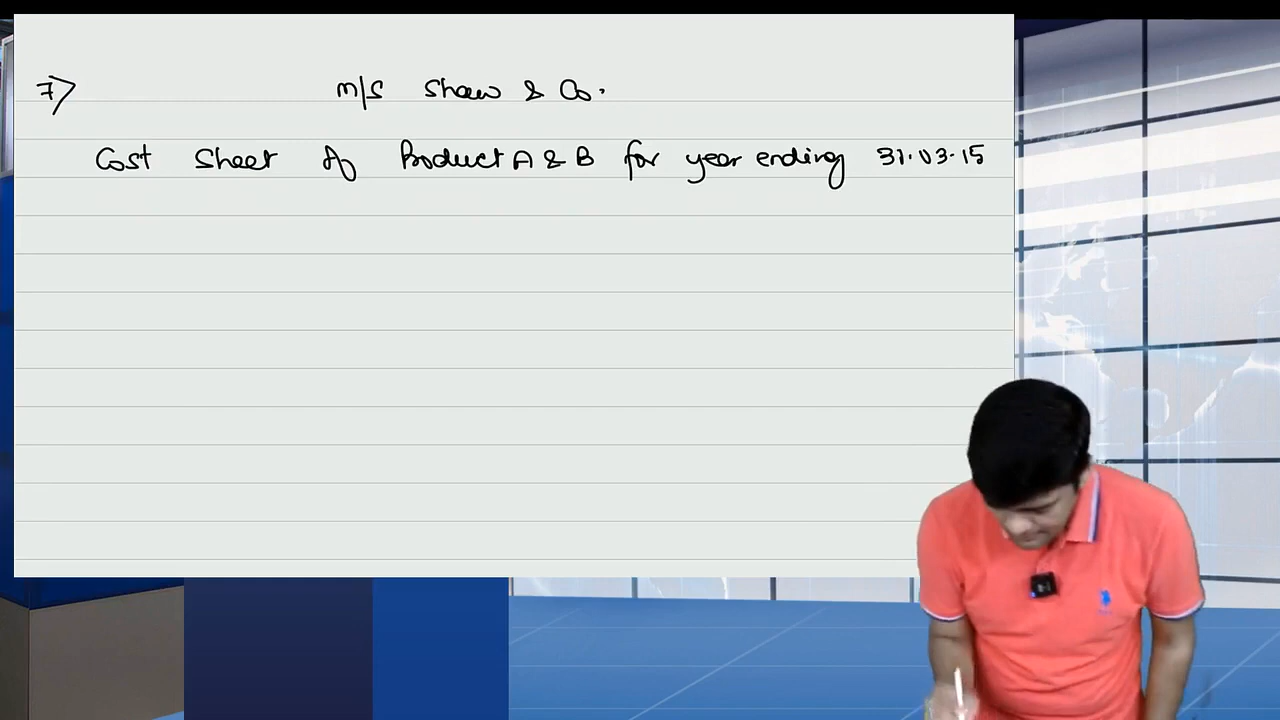 7) M/S Shaw & Co.
Cost Sheet of Product A & B for year ending 31.03.15